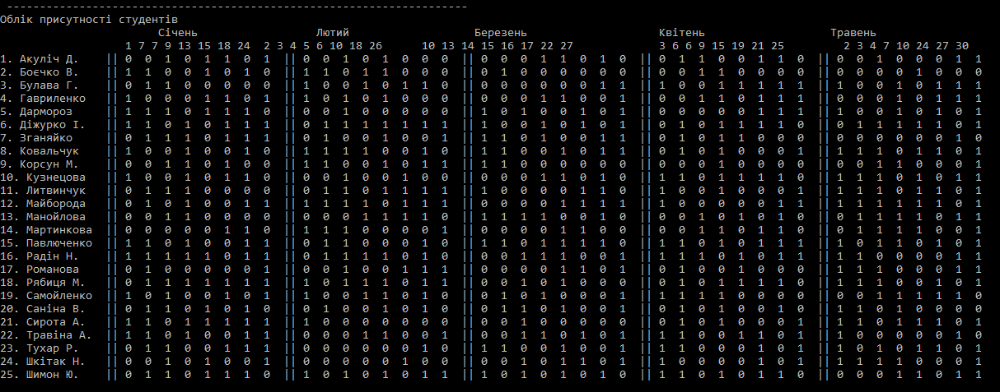 ----------------------------------------------------------------------
Облік присутності студентів
Січень Лютий Березень Квітень Травень
1 7 7 9 13 15 18 24 2 3 4 5 6 10 18 26 10 13 14 15 16 17 22 27 3 6 6 9 15 19 21 25 2 3 4 7 10 24 27 30
1. Акуліч Д. || 0 0 1 0 1 1 0 1 || 0 0 1 0 1 0 0 0 || 0 0 0 1 1 0 1 0 || 0 1 1 0 0 1 1 0 || 0 0 1 0 0 0 1 1
2. Боєчко В. || 1 1 0 0 1 0 1 0 || 1 0 1 1 0 0 0 0 || 0 1 0 0 0 0 0 0 || 0 0 1 1 0 0 0 0 || 0 0 0 1 0 1 0 0
3. Булава Г. || 0 1 1 0 0 0 0 0 || 1 0 0 1 0 1 1 0 || 0 0 0 0 0 0 1 1 || 0 1 0 1 1 1 1 1 || 0 0 0 1 0 1 1 1
4. Гавриленко || 1 0 0 0 1 1 0 1 || 0 1 0 0 1 0 1 0 || 0 0 0 1 1 0 0 1 || 0 0 1 1 0 0 1 1 || 0 0 0 1 1 1 1 1
5. Дармороз || 1 1 1 0 1 1 1 0 || 0 0 1 0 0 0 0 0 || 1 0 1 0 0 1 0 1 || 0 0 0 0 0 1 1 1 || 0 0 0 0 1 1 0 1
6. Діжурко І. || 1 1 0 1 0 1 1 1 || 0 1 1 1 1 1 1 1 || 1 0 0 1 0 1 0 0 || 0 1 0 1 1 1 1 0 || 0 1 1 1 1 1 0 1
7. Зганяйко || 0 1 1 1 0 1 1 1 || 0 1 0 0 1 0 0 1 || 1 1 0 0 1 0 1 0 || 0 1 0 1 1 0 0 0 || 0 1 0 0 0 0 1 0
8. Ковальчук || 1 0 0 1 0 0 1 0 || 1 1 1 1 0 0 1 0 || 1 1 0 0 1 0 1 1 || 0 1 0 1 1 0 0 0 || 1 1 1 0 1 1 0 1
9. Корсун М. || 0 0 1 1 0 1 1 0 || 1 1 0 0 1 1 0 1 || 1 1 0 0 0 0 0 0 || 0 0 0 1 0 0 0 0 || 1 1 1 1 0 0 1 1
10. Кузнецова || 1 0 0 0 1 0 1 1 || 0 0 1 0 0 1 0 0 || 0 0 0 1 1 0 1 1 || 1 1 1 1 1 1 1 0 || 1 1 1 0 1 1 0 1
11. Литвинчук || 0 1 1 1 0 0 0 0 || 1 1 0 0 1 1 1 1 || 0 0 0 1 0 1 0 0 || 1 1 1 1 0 1 1 0 || 1 1 1 1 1 1 0 1
12. Майборода || 0 1 0 1 0 0 1 1 || 1 1 1 1 0 1 1 1 || 0 0 0 0 1 1 1 1 || 1 0 0 0 0 0 1 1 || 1 1 1 1 1 1 0 1
13. Манойлова || 0 0 1 1 0 1 1 0 || 0 0 0 1 1 1 1 0 || 1 1 1 1 0 0 1 0 || 0 0 1 0 1 0 1 0 || 0 1 1 1 1 0 1 1
14. Мартинкова || 0 0 0 0 0 1 1 0 || 1 1 1 0 0 0 0 1 || 0 0 0 0 1 1 0 1 || 0 0 0 1 0 0 1 0 || 0 1 1 1 0 0 0 1
15. Павлюченко || 1 1 0 1 0 0 1 0 || 1 1 1 0 0 0 1 0 || 1 1 0 1 1 1 1 0 || 1 1 0 1 0 1 1 1 || 1 0 1 1 0 1 0 1
16. Радін Н. || 1 1 1 1 0 1 1 0 || 0 1 1 1 0 1 1 0 || 0 0 0 1 1 1 0 1 || 1 1 1 0 1 0 0 1 || 1 1 0 0 0 1 1 0
17. Романова || 0 1 0 0 0 0 0 1 || 0 0 1 0 0 1 1 1 || 0 0 0 0 1 1 0 0 || 1 0 0 0 1 1 0 0 || 1 1 1 1 0 0 0 1
18. Рябиця М. || 0 0 1 1 1 1 1 1 || 1 0 1 1 1 0 1 1 || 1 0 1 0 1 0 0 0 || 0 1 0 1 0 1 1 0 || 1 0 0 1 1 0 1 1
19. Самойленко || 1 0 1 0 0 1 0 1 || 1 0 0 1 1 0 1 0 || 0 0 1 0 1 0 0 0 || 1 1 1 0 0 0 0 0 || 0 0 1 1 1 1 1 0
20. Саніна В. || 0 1 1 0 1 0 1 0 || 0 1 0 0 1 0 1 0 || 0 1 1 0 1 0 0 1 || 0 1 0 1 0 0 1 0 || 1 0 1 1 0 0 0 0
21. Сирота А. || 1 1 0 1 1 1 1 1 || 1 1 0 0 0 1 1 1 || 1 0 0 0 0 0 0 1 || 0 1 0 1 0 0 0 1 || 0 0 1 1 0 1 1 1
22. Травіна А. || 1 1 0 1 0 0 1 1 || 0 0 0 1 1 0 0 1 || 0 0 1 1 0 1 0 1 || 1 1 0 0 1 1 0 1 || 1 0 0 0 0 0 1 0
23. Тухар Р. || 0 1 1 0 0 1 1 1 || 0 0 0 0 1 0 0 0 || 1 1 0 1 1 0 0 1 || 1 1 1 1 0 0 0 1 || 1 0 1 1 0 1 1 1
24. Шкітак Н. || 0 0 1 0 1 0 0 1 || 0 0 0 0 0 0 1 0 || 0 0 1 0 1 1 0 1 || 1 1 0 0 0 0 1 0 || 1 1 1 1 0 0 0 1
25. Шимон Ю. || 0 1 1 0 1 1 1 0 || 1 0 1 0 1 0 1 1 || 1 0 1 0 1 0 1 0 || 1 1 0 1 0 1 1 0 || 0 0 0 1 1 0 1 1